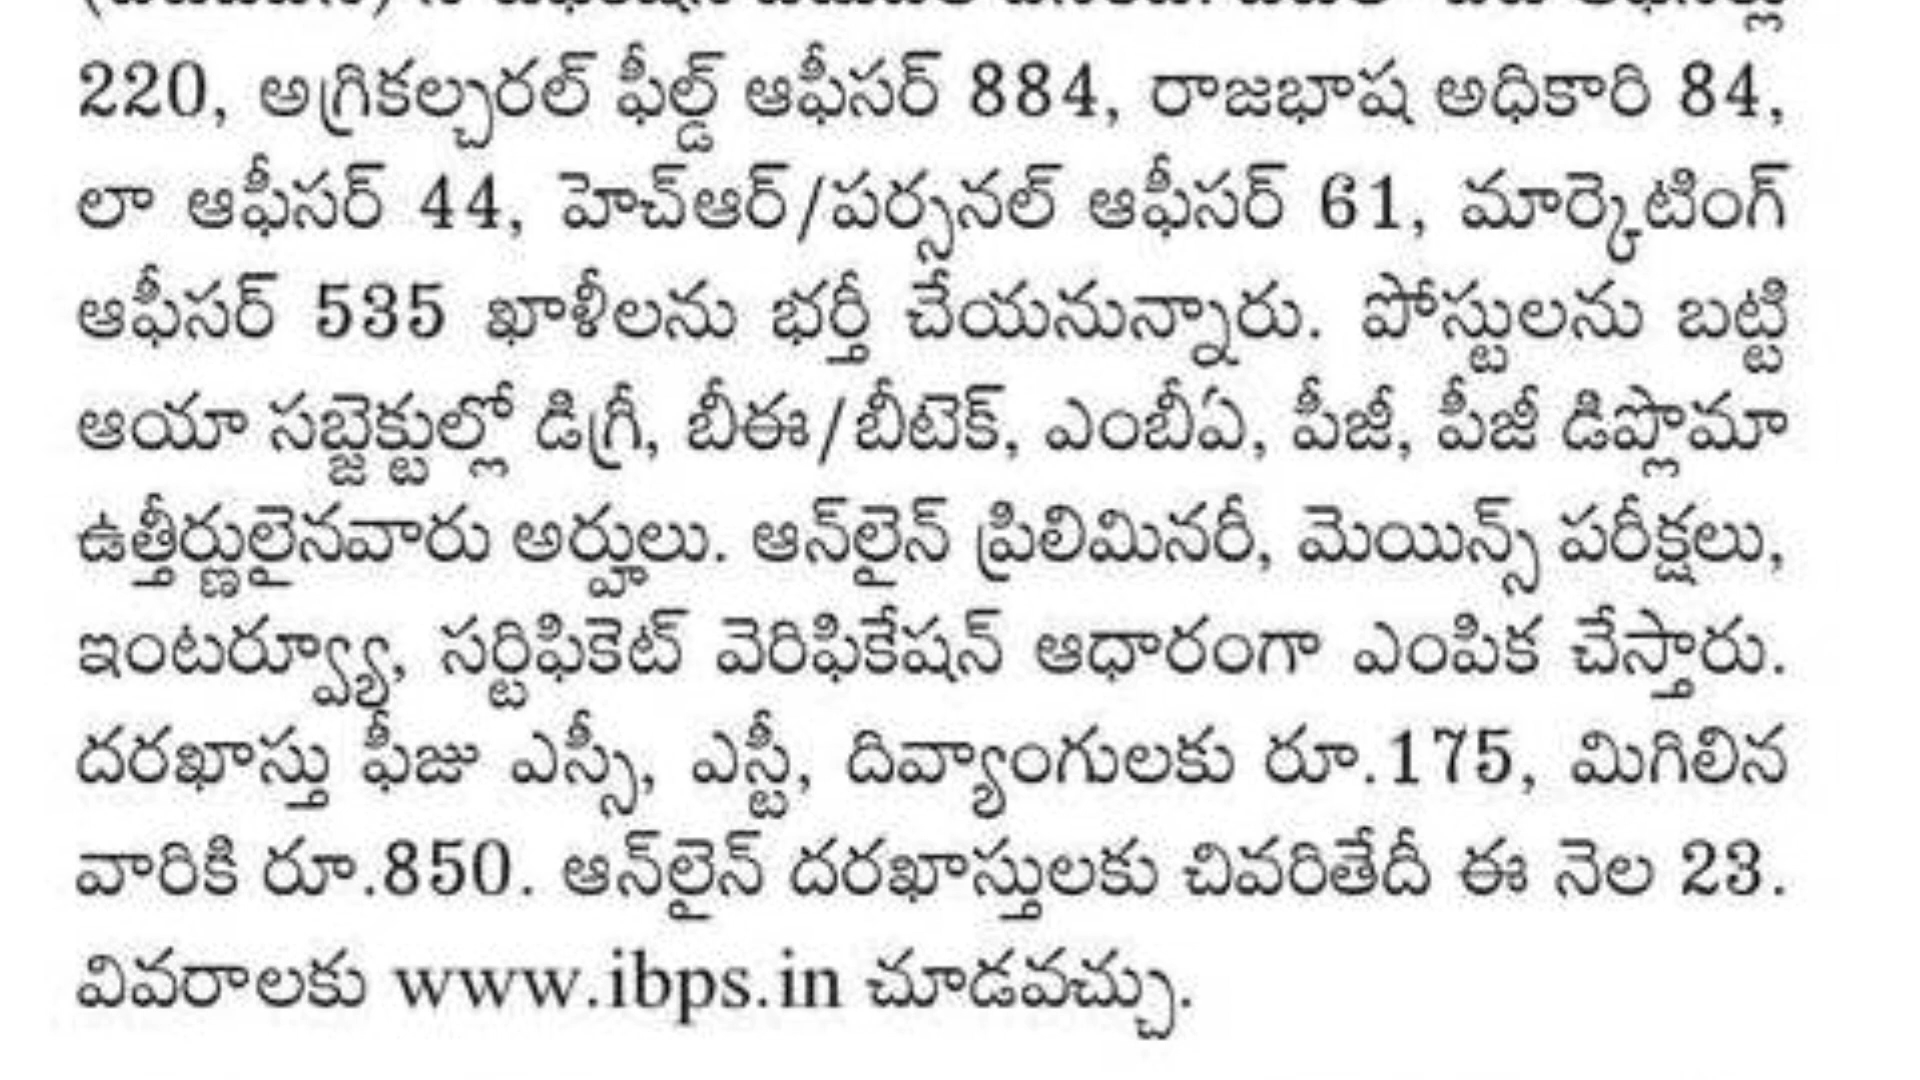 220, అగ్రికల్చరల్ ఫీల్డ్ ఆఫీసర్ 884, రాజభాష అధికారి 84,
లా ఆఫీసర్ 44, హెచ్ఆర్/పర్సనల్ ఆఫీసర్ 61, మార్కెటింగ్
ఆఫీసర్ 535 ఖాళీలను భర్తీ చేయనున్నారు. పోస్టులను బట్టి
ఆయా సబ్జెక్టుల్లో డిగ్రీ, బీఈ/బీటెక్, ఎంబీఏ, పీజీ, పీజీ డిప్లొమా
ఉత్తీర్ణులైనవారు అర్హులు. ఆన్‌లైన్ ప్రిలిమినరీ, మెయిన్స్ పరీక్షలు,
ఇంటర్వ్యూ, సర్టిఫికెట్ వెరిఫికేషన్ ఆధారంగా ఎంపిక చేస్తారు.
దరఖాస్తు ఫీజు ఎస్సీ, ఎస్టీ, దివ్యాంగులకు రూ.175, మిగిలిన
వారికి రూ.850. ఆన్‌లైన్ దరఖాస్తులకు చివరితేదీ ఈ నెల 23.
వివరాలకు www.ibps.in చూడవచ్చు.